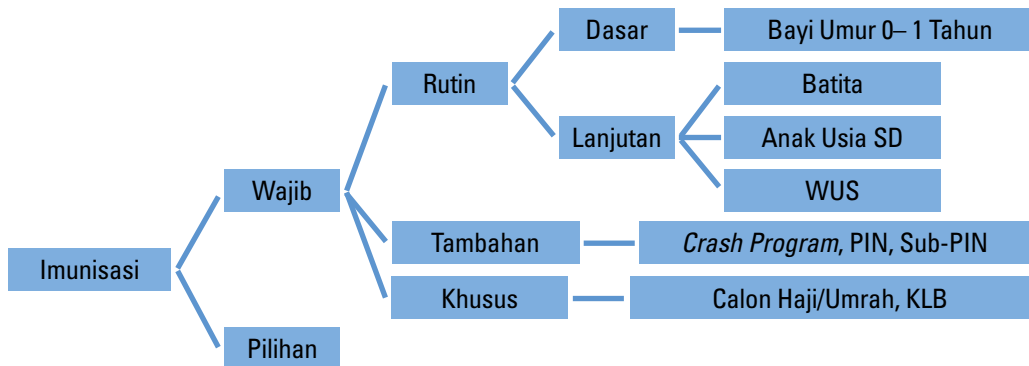 Dasar
Bayi Umur 0– 1 Tahun
Rutin
Batita
Lanjutan
Anak Usia SD
Wajib
WUS
Tambahan
Crash Program, PIN, Sub-PIN
Imunisasi
Khusus
Calon Haji/Umrah, KLB
Pilihan